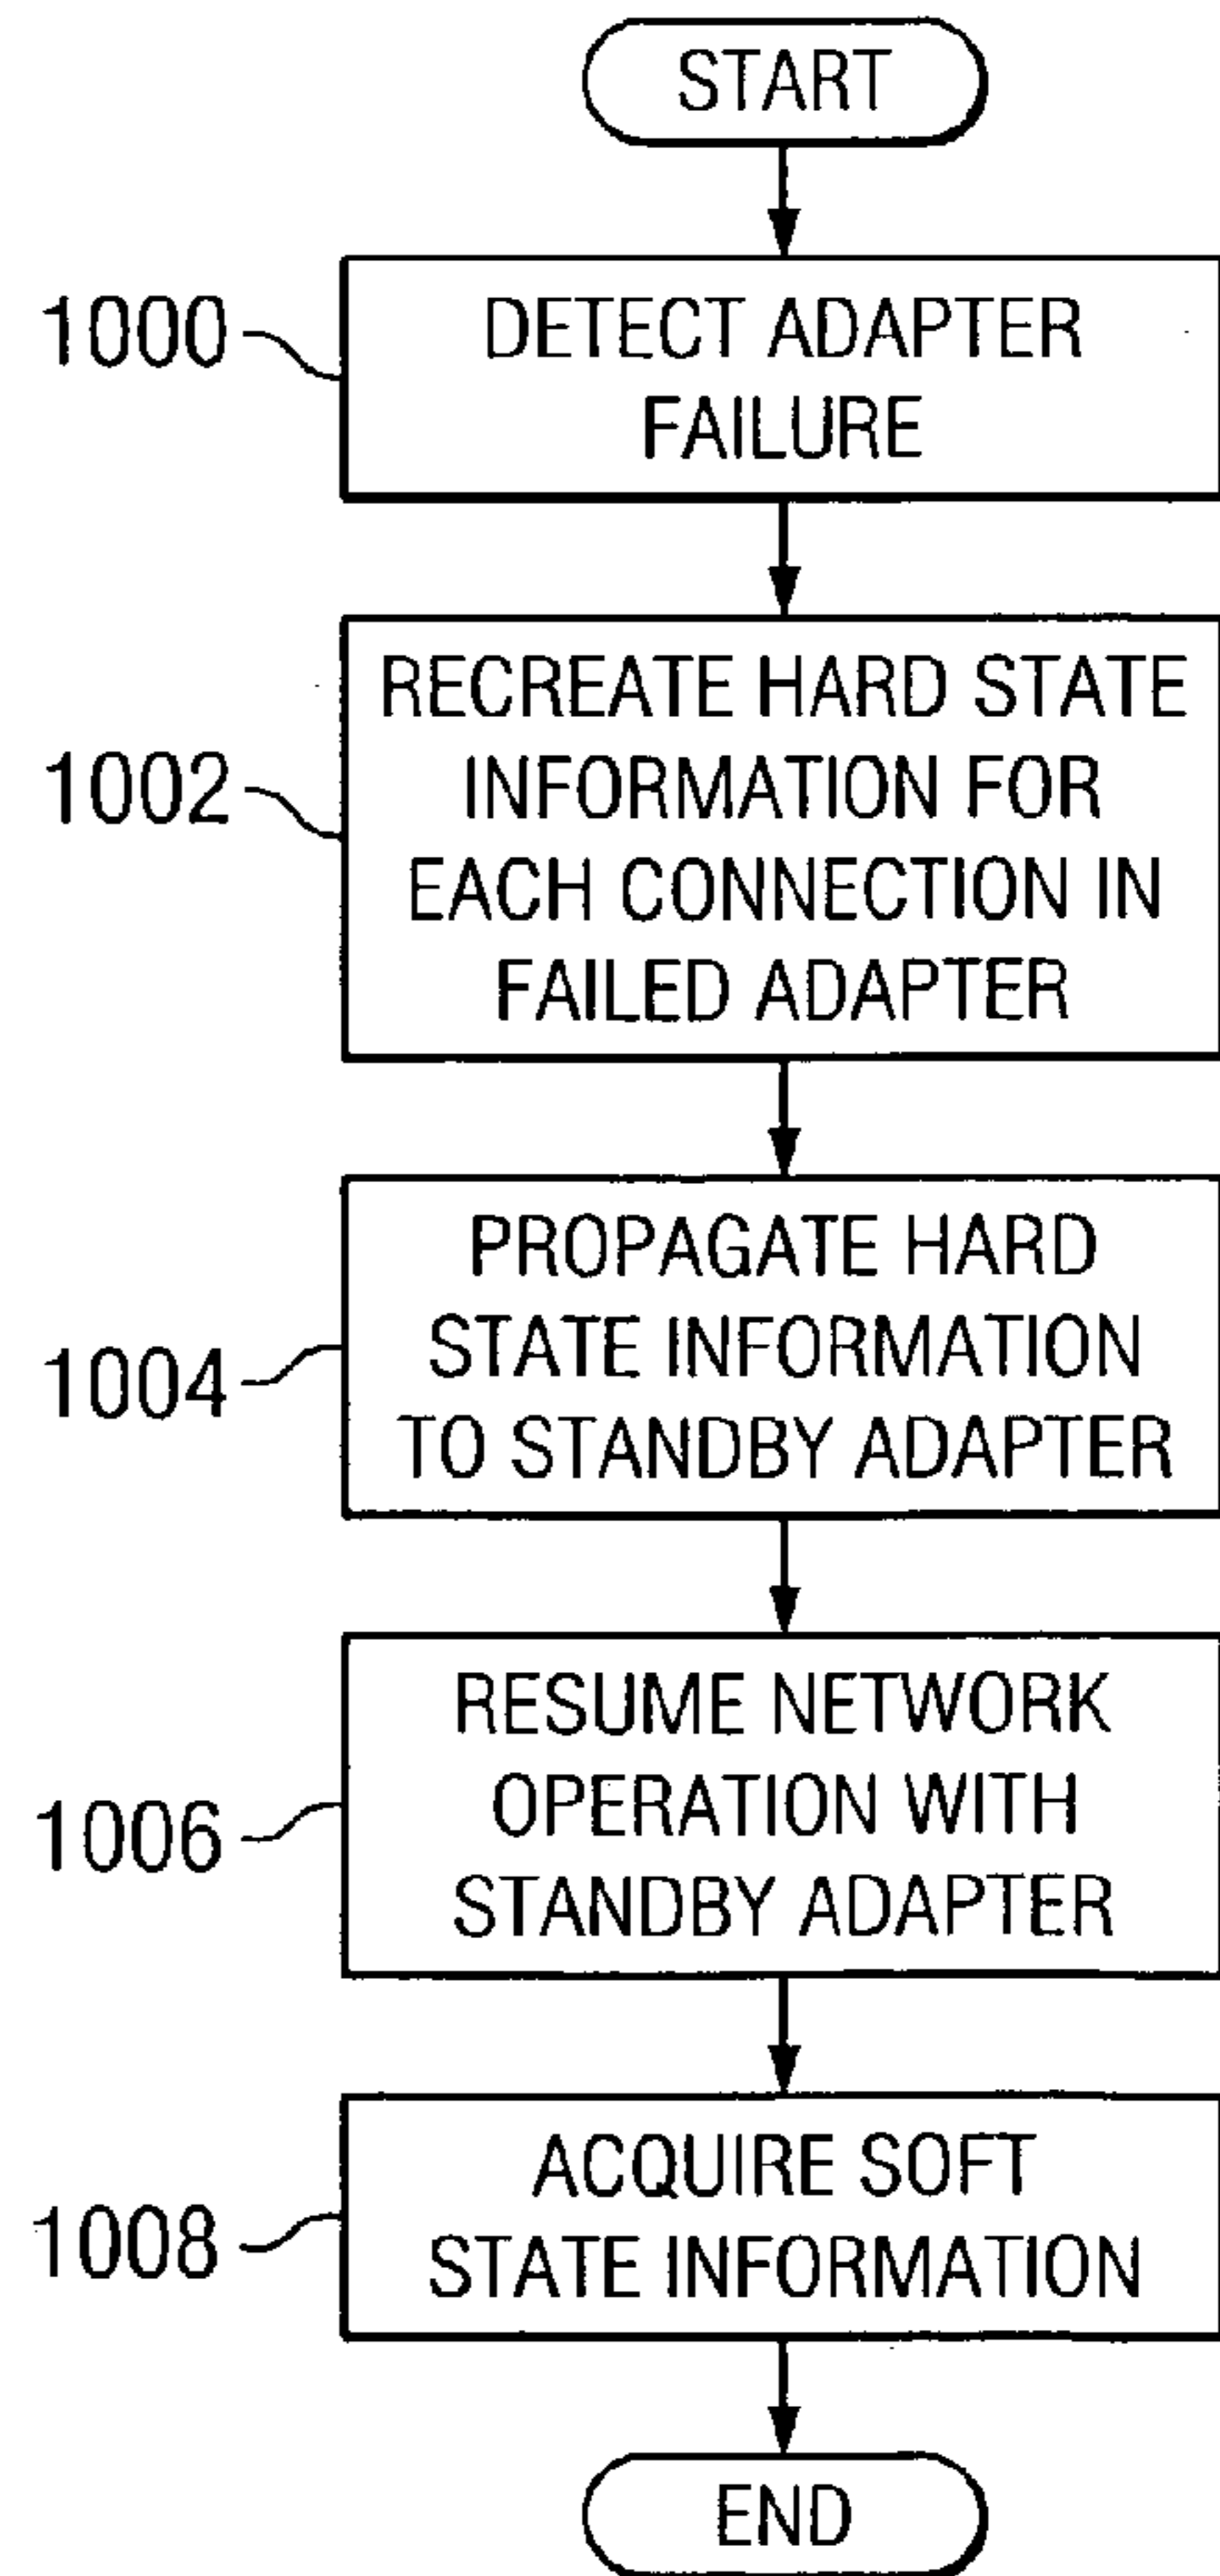 START
1000
DETECT ADAPTER
FAILURE
1002
RECREATE HARD STATE
INFORMATION FOR
EACH CONNECTION IN
FAILED ADAPTER
1004
PROPAGATE HARD
STATE INFORMATION
TO STANDBY ADAPTER
1006
RESUME NETWORK
OPERATION WITH
STANDBY ADAPTER
1008
ACQUIRE SOFT
STATE INFORMATION
END